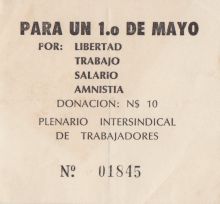 PARA UN 1.o DE MAYO
POR: LIBERTAD
TRABAJO
SALARiO
AMNISTIA
DONACION: N$ 10
PLENARIO INTERSINDICAL
DE TRABAJADORES
Nº 01845